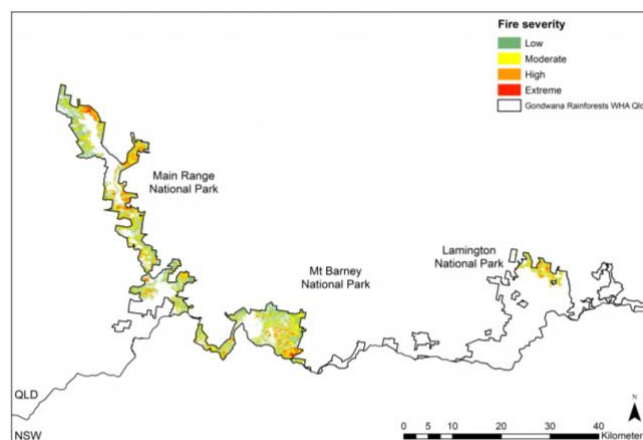 Fire severity
Low
Moderate
High
Extreme
Gondwana Rainforests WHA Qld
Main Range
National Park
Lamington
National Park
Mt Barney
National Park
QLD
NSW
N
0 5 10 20 30 40
Kilometer